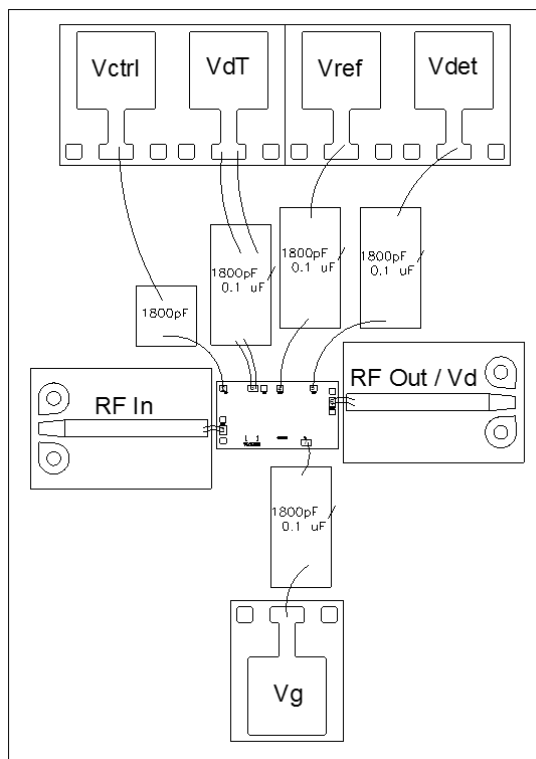 Vctrl
VdT
Vref
Vdet
1800pF
0.1 uF
1800pF
0.1 uF
1800pF
0.1 uF
1800pF
RF In
RF Out / Vd
1800pF
0.1 uF
Vg